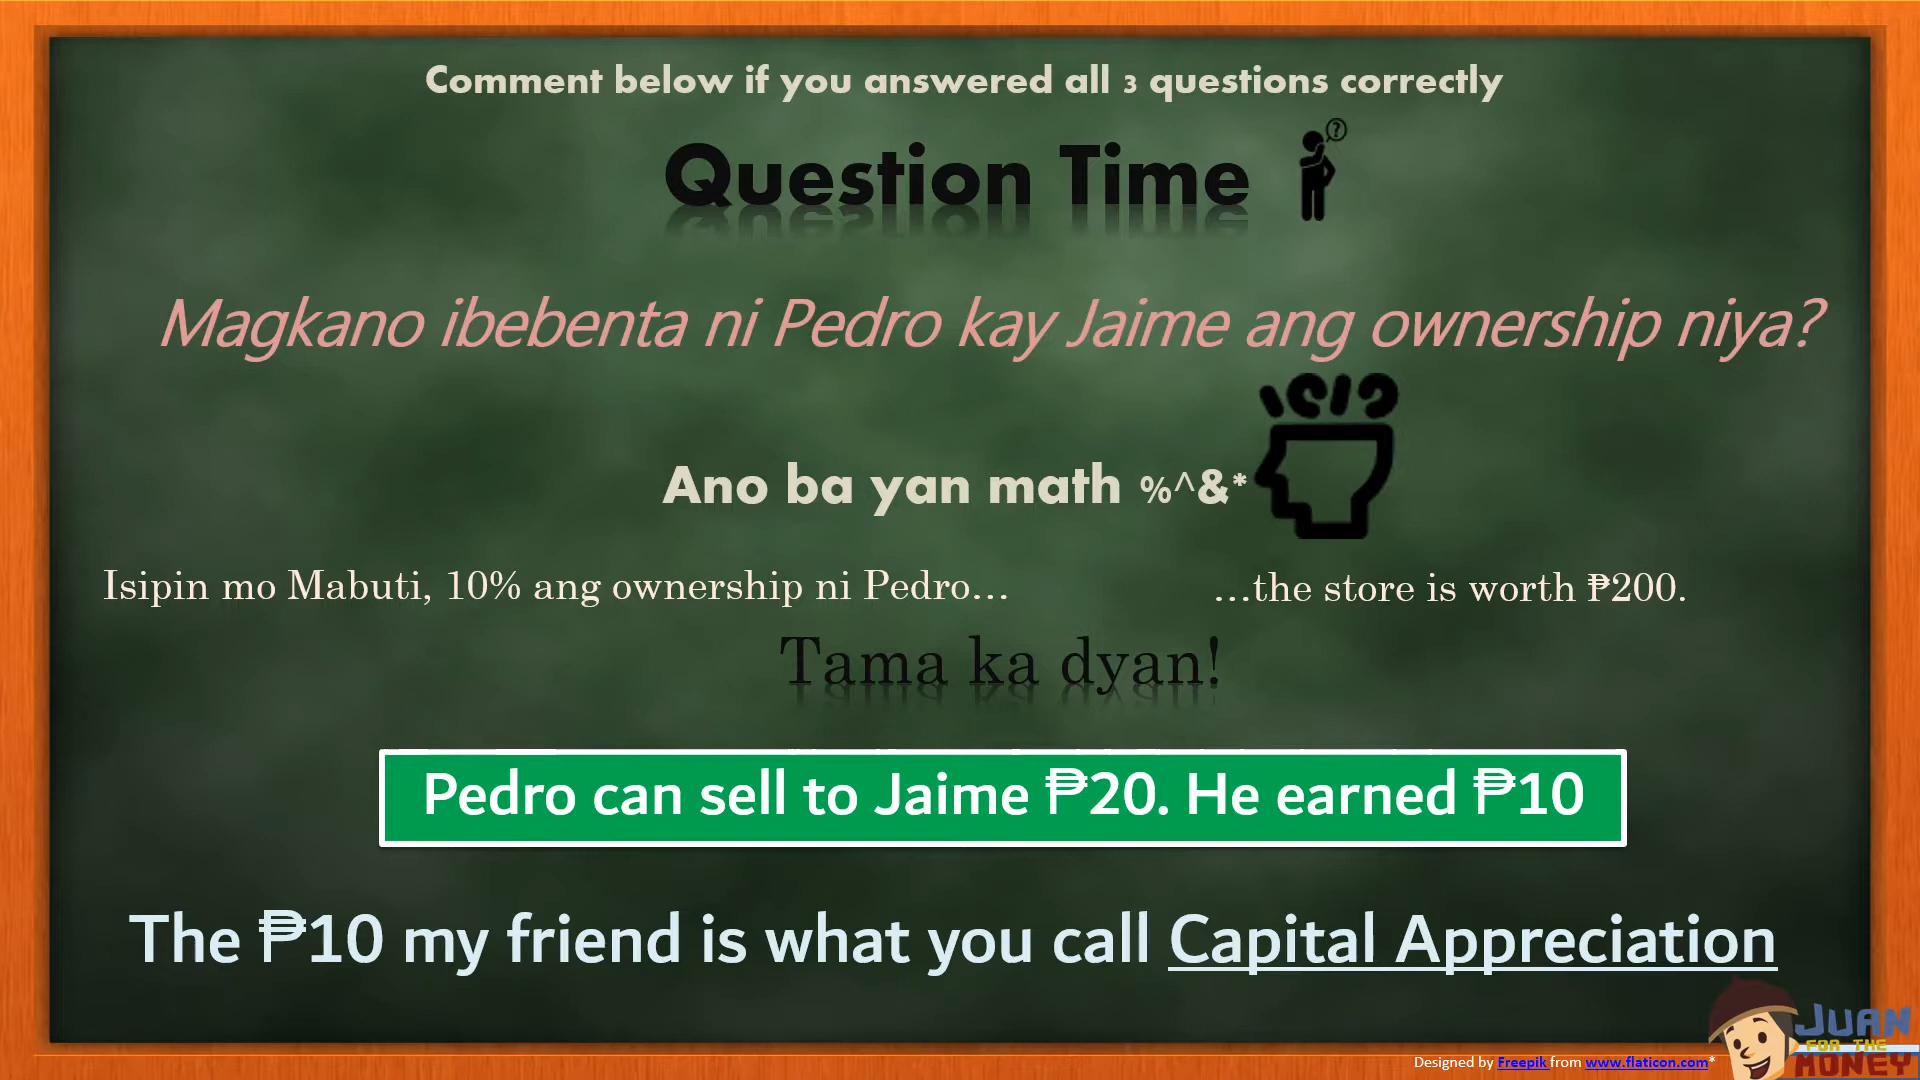 Comment below if you answered all 3 questions correctly
Question Time
Magkano ibebenta ni Pedro kay Jaime ang ownership niya?
Ano ba yan math %^&*
Isipin mo Mabuti, 10% ang ownership ni Pedro...
...the store is worth ₱200.
Tama ka dyan!
Pedro can sell to Jaime ₱20. He earned ₱10
The ₱10 my friend is what you call Capital Appreciation
JUAN
FOR THE
MONEY
Designed by Freepik from www.flaticon.com*